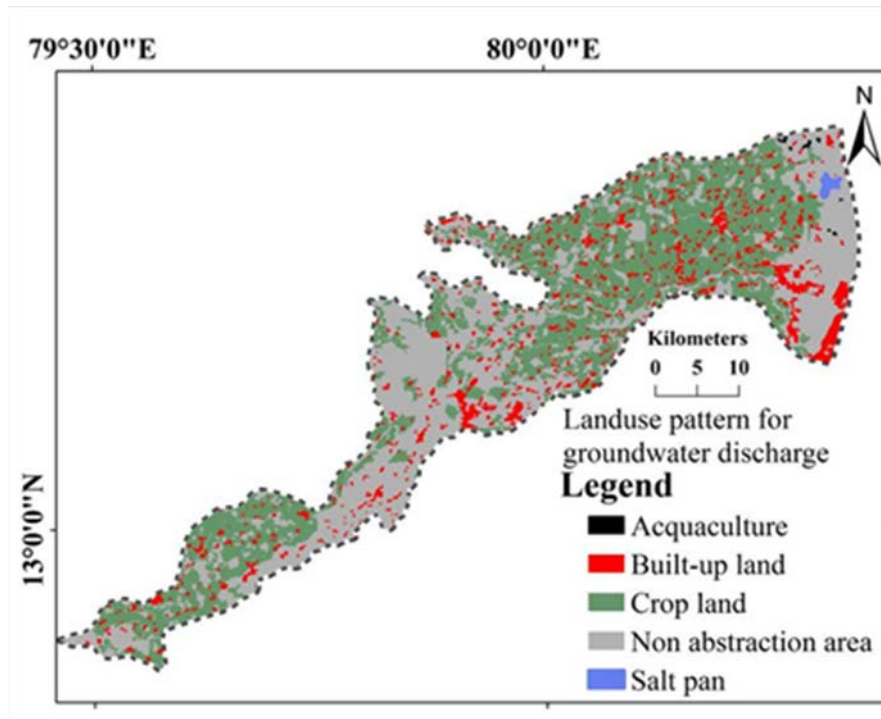 79°30'0"E
80°0'0"E
N
Kilometers
0 5 10
Landuse pattern for
groundwater discharge
Legend
13°0'0"N
Acquaculture
Built-up land
Crop land
Non abstraction area
Salt pan